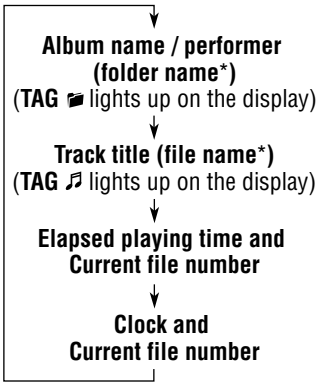 Album name / performer
(folder name*)
(TAG lights up on the display)
Track title (file name*)
(TAG lights up on the display)
Elapsed playing time and
Current file number
Clock and
Current file number